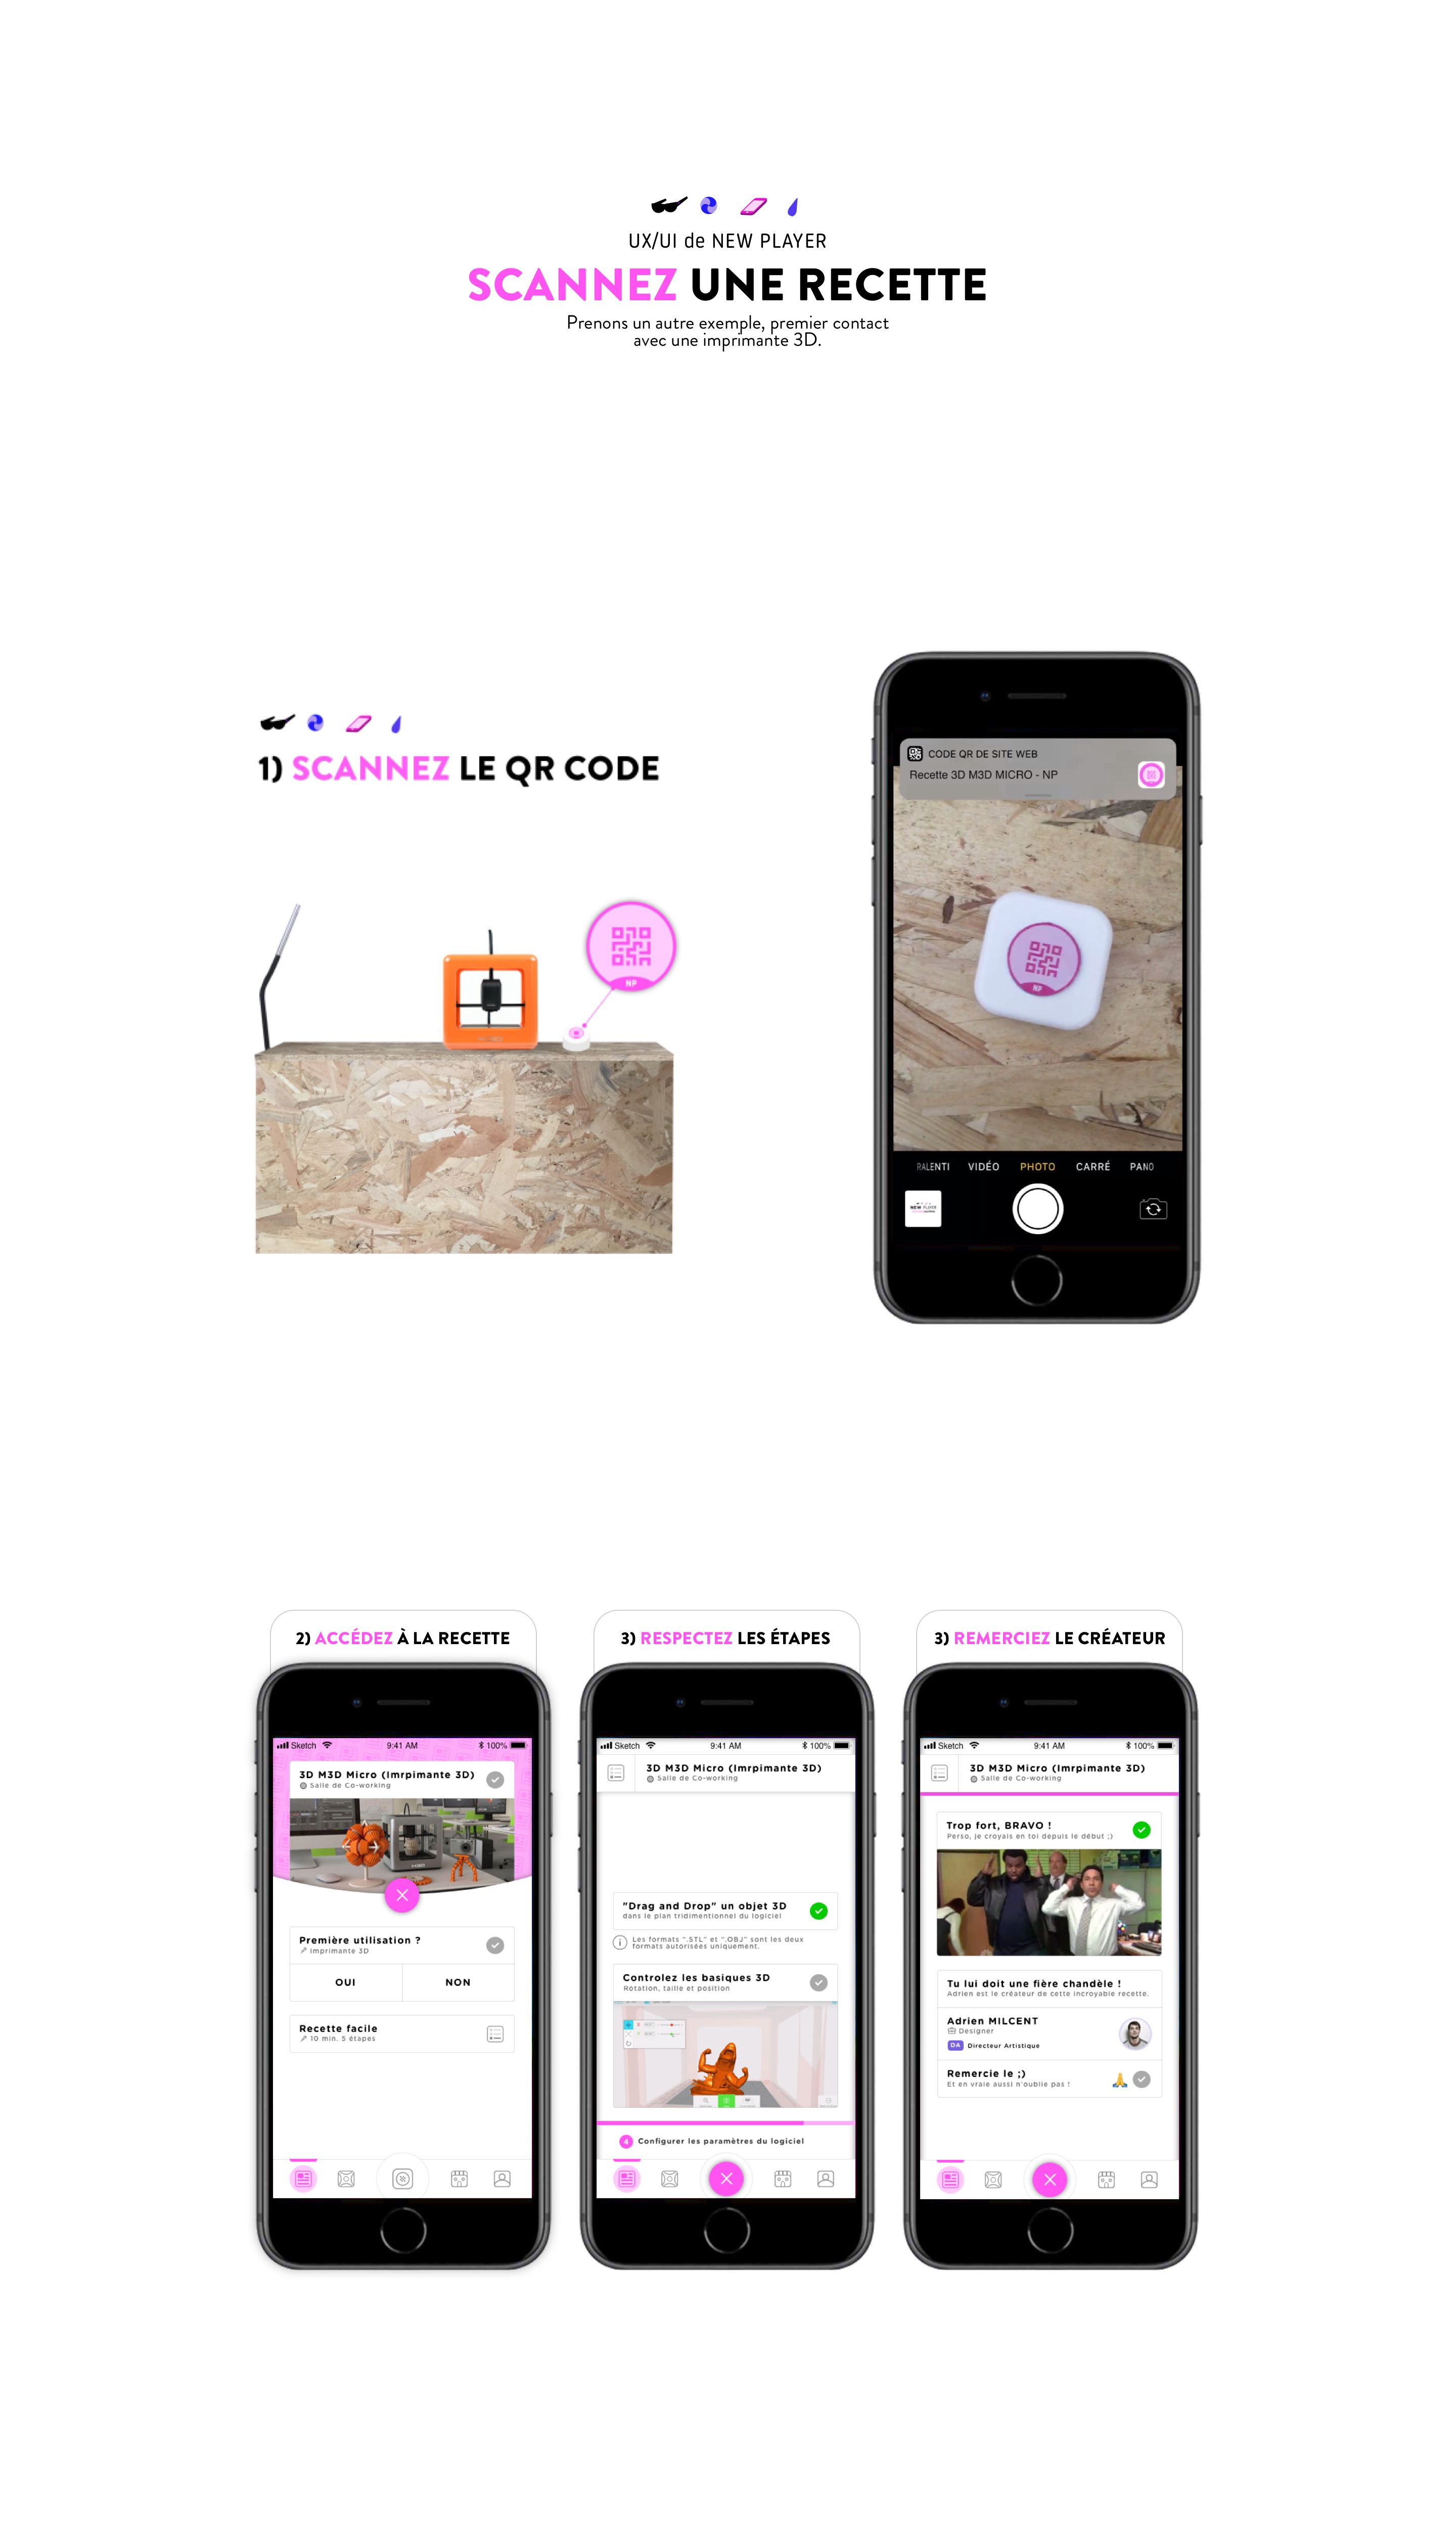 UX/UI de NEW PLAYER
SCANNEZ UNE RECETTE
Prenons un autre exemple, premier contact
avec une imprimante 3D.
1) SCANNEZ LE QR CODE
NP
CODE QR DE SITE WEB
Recette 3D M3D MICRO - NP
NP
RALENTI VIDÉO PHOTO CARRÉ PANO
NEW PLAYER
2) ACCÉDEZ À LA RECETTE
Sketch 9:41 AM 100%
3D M3D Micro (Imrpimante 3D)
Salle de Co-working
M3D
Première utilisation ?
Imprimante 3D
OUI NON
Recette facile
10 min. 5 étapes
3) RESPECTEZ LES ÉTAPES
Sketch 9:41 AM 100%
3D M3D Micro (Imrpimante 3D)
Salle de Co-working
"Drag and Drop" un objet 3D
dans le plan tridimentionnel du logiciel
Les formats ".STL" et ".OBJ" sont les deux
formats autorisées uniquement.
Controlez les basiques 3D
Rotation, taille et position
4 Configurer les paramètres du logiciel
3) REMERCIEZ LE CRÉATEUR
Sketch 9:41 AM 100%
3D M3D Micro (Imrpimante 3D)
Salle de Co-working
Trop fort, BRAVO !
Perso, je croyais en toi depuis le début ;)
Tu lui doit une fière chandèle !
Adrien est le créateur de cette incroyable recette.
Adrien MILCENT
Designer
DA Directeur Artistique
Remercie le ;)
Et en vraie aussi n'oublie pas !